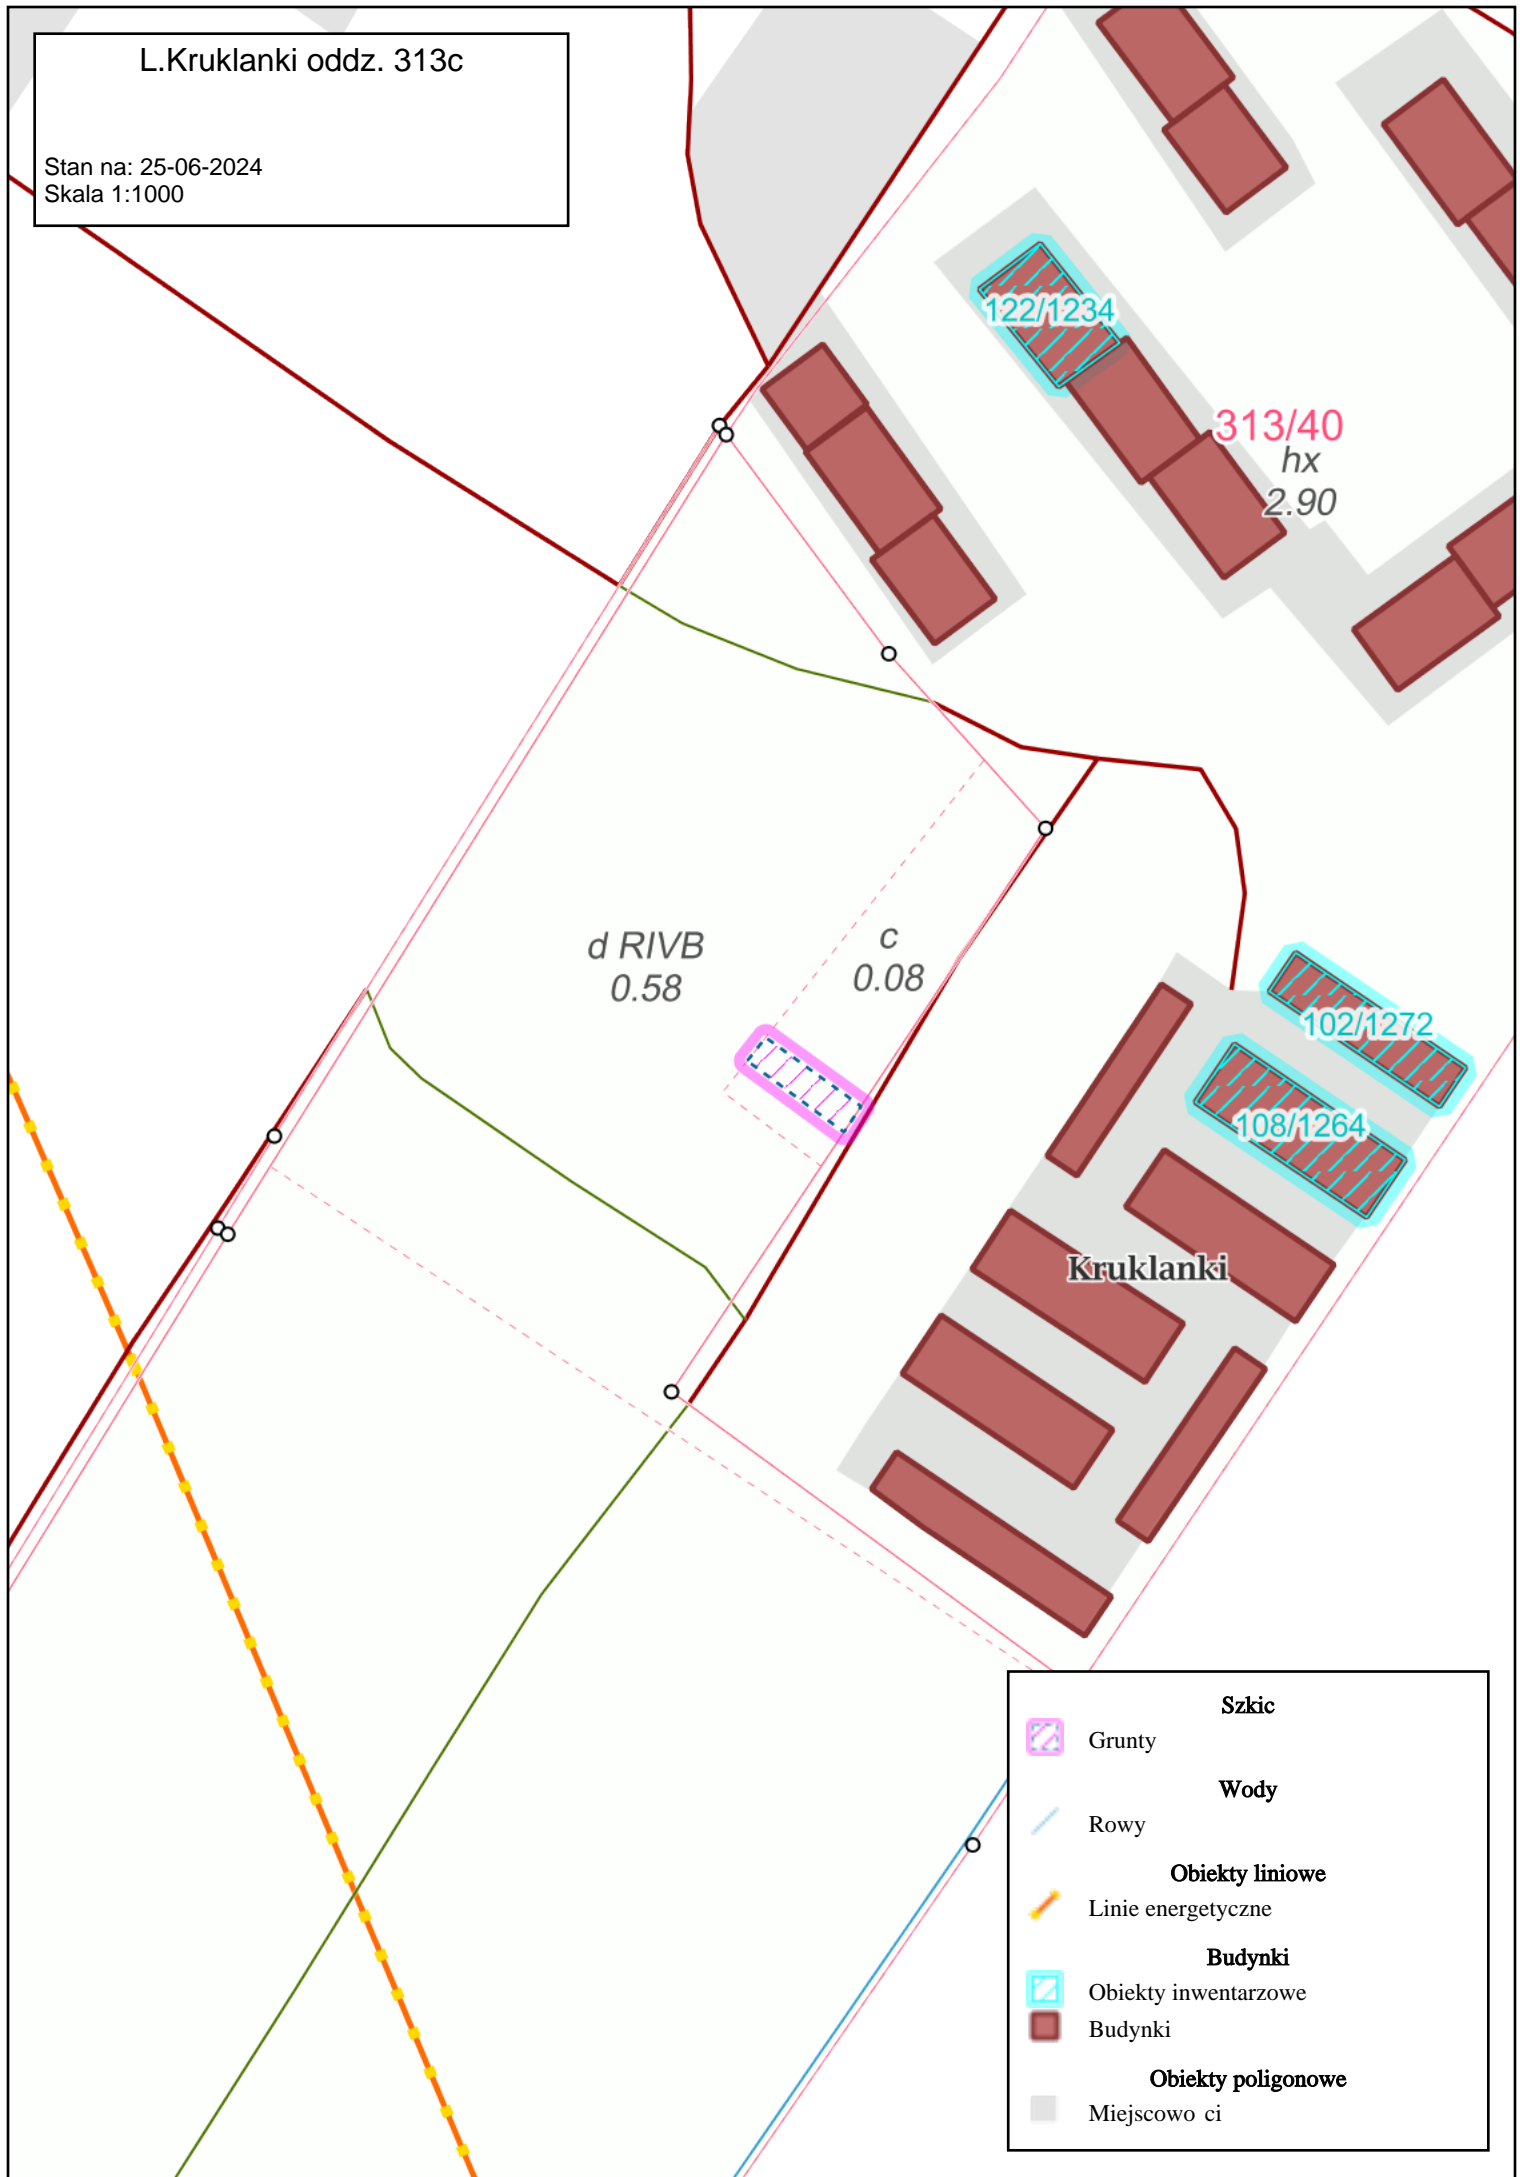 L.Kruklanki oddz. 313c
Stan na: 25-06-2024
Skala 1:1000
122/1234
313/40
hx
2.90
d RIVB
0.58
c
0.08
102/1272
108/1264
Kruklanki
Szkic
Grunty
Wody
Rowy
Obiekty liniowe
Linie energetyczne
Budynki
Obiekty inwentarzowe
Budynki
Obiekty poligonowe
Miejscowo ci